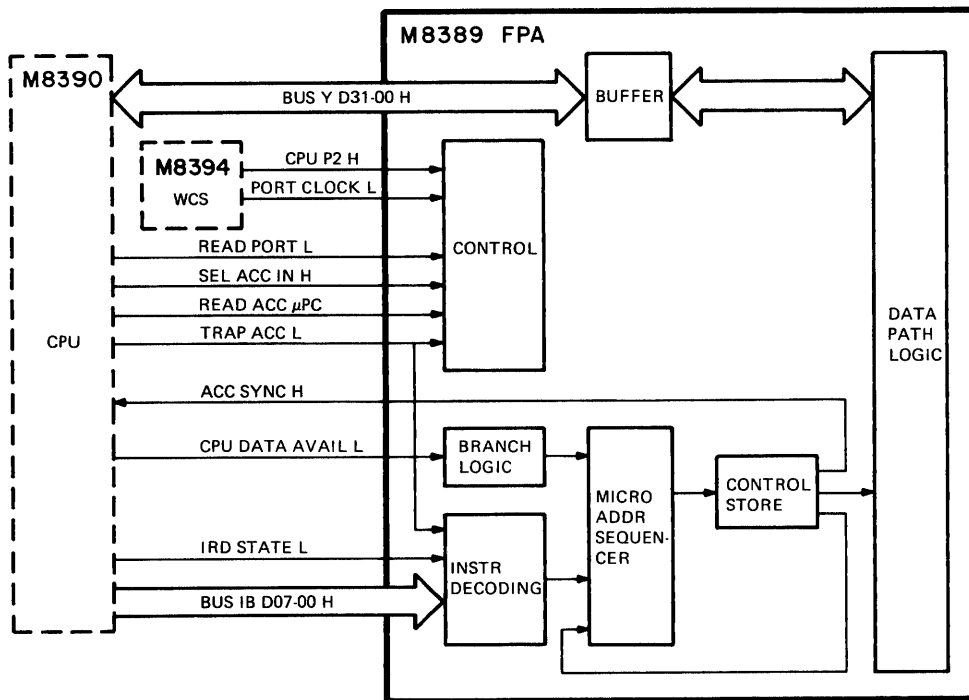 M8389 FPA
M8390
BUS Y D31-00 H
BUFFER
M8394
WCS
CPU P2 H
PORT CLOCK L
READ PORT L
SEL ACC IN H
READ ACC μPC
TRAP ACC L
CONTROL
CPU
DATA
PATH
LOGIC
ACC SYNC H
CPU DATA AVAIL L
BRANCH
LOGIC
MICRO
ADDR
SEQUEN-
CER
CONTROL
STORE
IRD STATE L
INSTR
DECODING
BUS IB D07-00 H